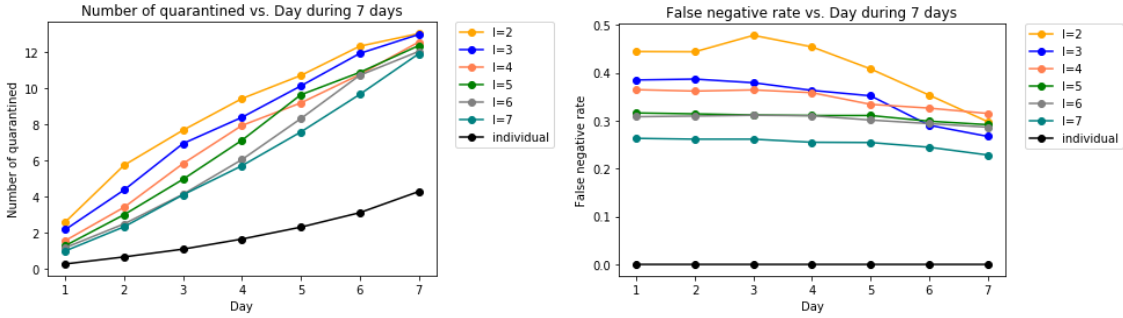 Number of quarantined vs. Day during 7 days
Number of quarantined
12
10
8
6
4
2
0
1 2 3 4 5 6 7
Day
l=2
l=3
l=4
l=5
l=6
l=7
individual
False negative rate vs. Day during 7 days
False negative rate
0.5
0.4
0.3
0.2
0.1
0.0
1 2 3 4 5 6 7
Day
l=2
l=3
l=4
l=5
l=6
l=7
individual